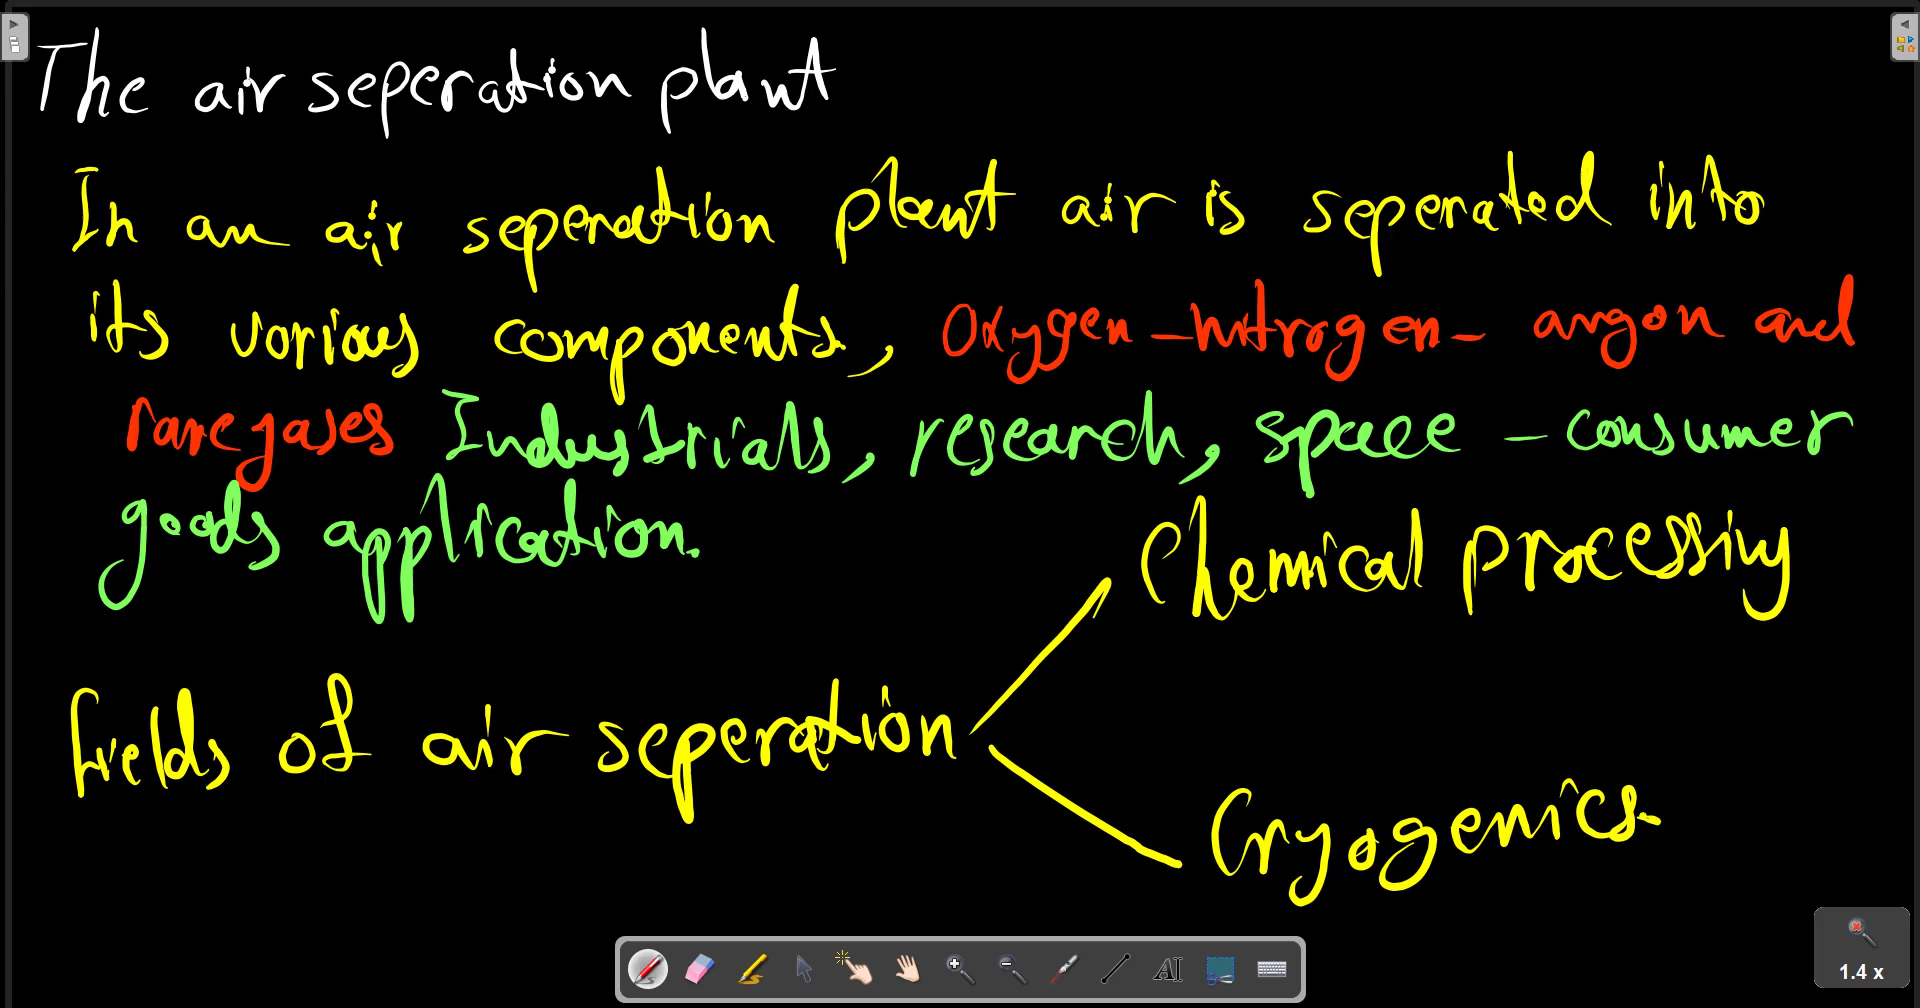 The air seperation plant
In an air seperation plant air is seperated into
its various components, Oxygen - nitrogen - argon and
rare gases Industrials, research, space - consumer
goods application.
Chemical processing
fields of air seperation
Cryogenics
1.4 x